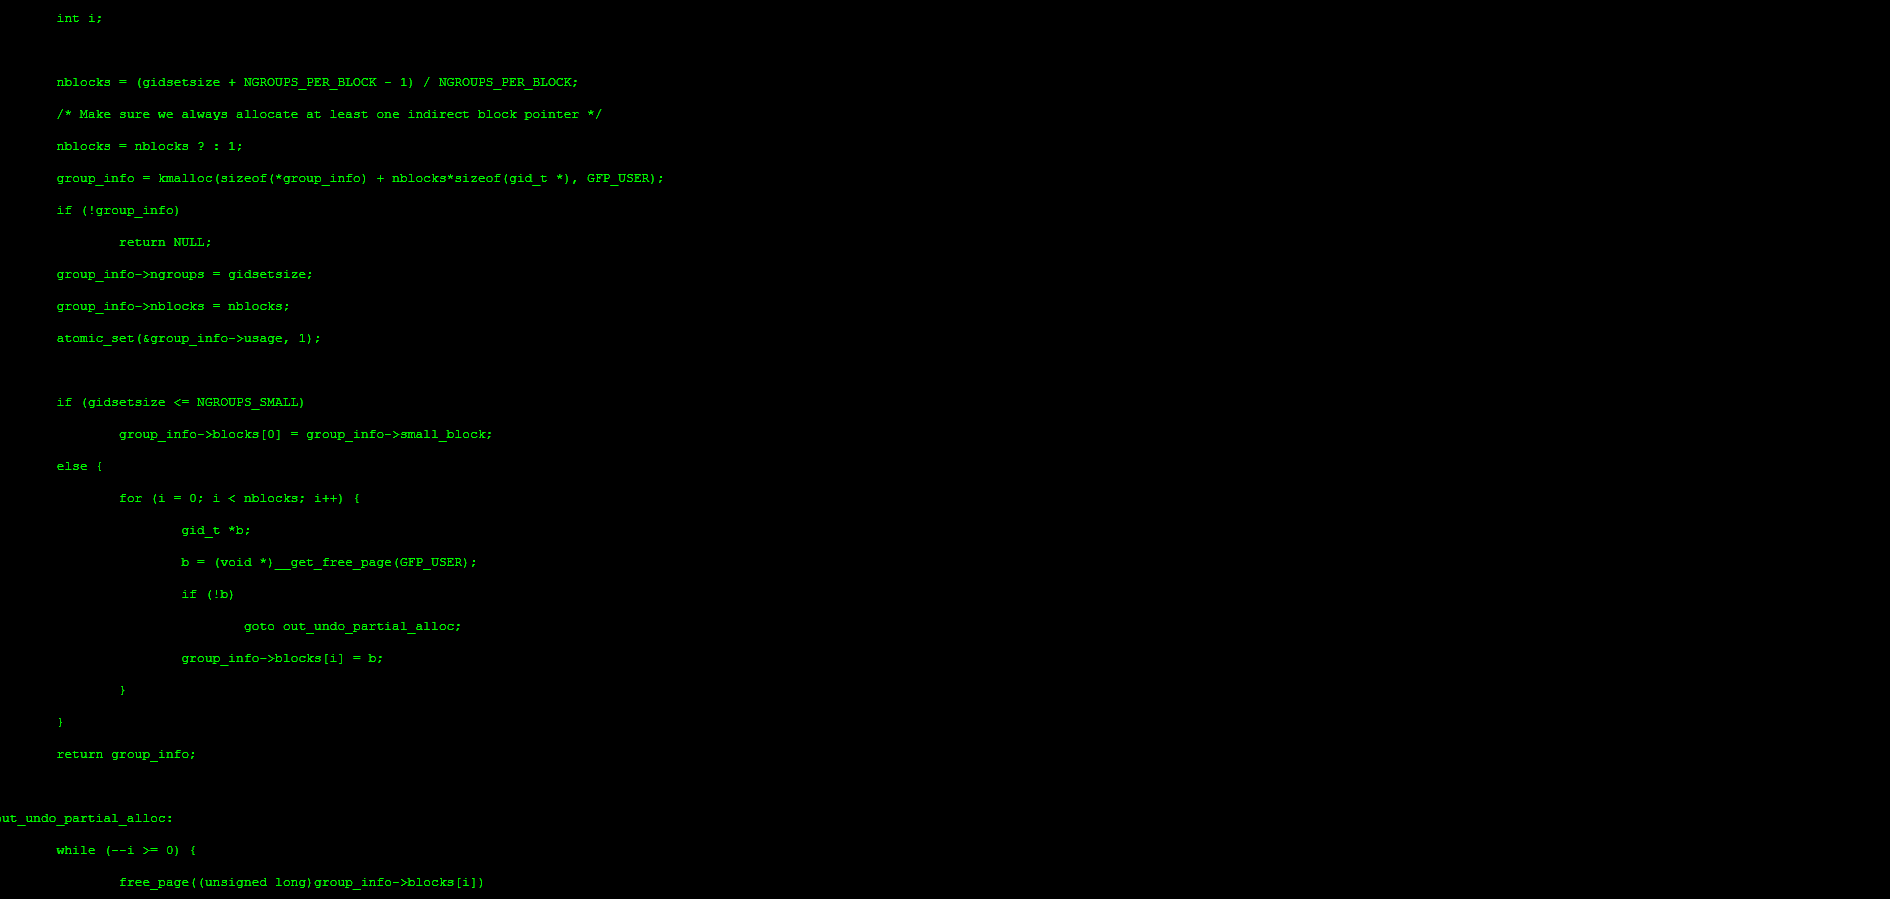 int i;
nblocks = (gidsetsize + NGROUPS_PER_BLOCK - 1) / NGROUPS_PER_BLOCK;
/* Make sure we always allocate at least one indirect block pointer */
nblocks = nblocks ? : 1;
group_info = kmalloc(sizeof(*group_info) + nblocks*sizeof(gid_t *), GFP_USER);
if (!group_info)
return NULL;
group_info->ngroups = gidsetsize;
group_info->nblocks = nblocks;
atomic_set(&group_info->usage, 1);
if (gidsetsize <= NGROUPS_SMALL)
group_info->blocks[0] = group_info->small_block;
else {
for (i = 0; i < nblocks; i++) {
gid_t *b;
b = (void *)__get_free_page(GFP_USER);
if (!b)
goto out_undo_partial_alloc;
group_info->blocks[i] = b;
}
}
return group_info;
out_undo_partial_alloc:
while (--i >= 0) {
free_page((unsigned long)group_info->blocks[i])